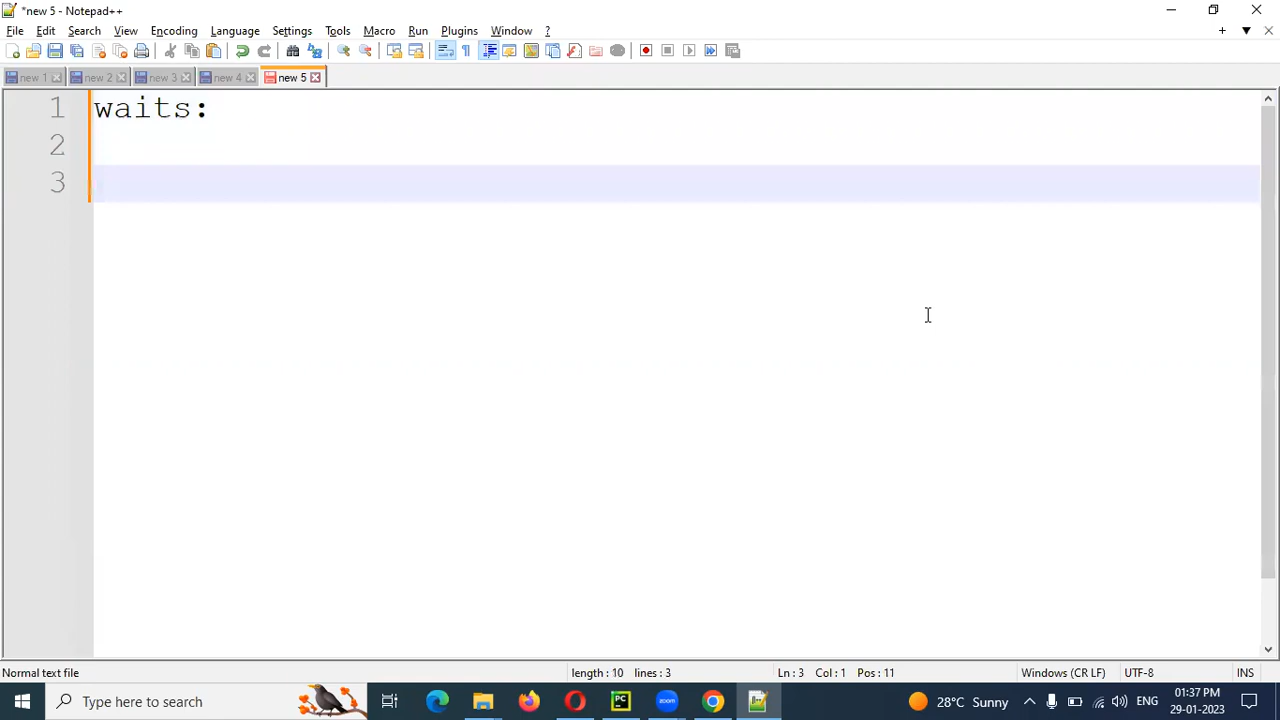 *new 5 - Notepad++
File Edit Search View Encoding Language Settings Tools Macro Run Plugins Window ?
new 1 new 2 new 3 new 4 new 5
1 waits:
2
3
Normal text file length : 10 lines : 3 Ln : 3 Col : 1 Pos : 11 Windows (CR LF) UTF-8 INS
Type here to search PC zoom 28°C Sunny ENG 01:37 PM
29-01-2023